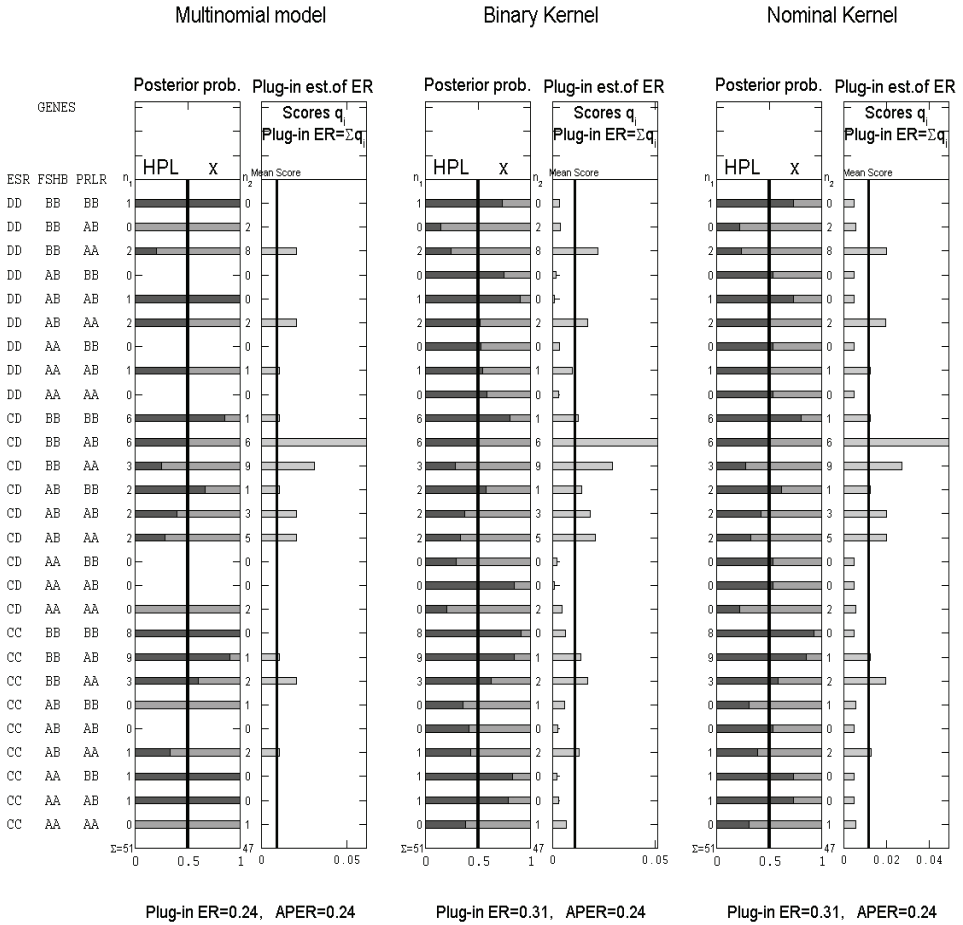 Multinomial model Binary Kernel Nominal Kernel
Posterior prob. Plug-in est.of ER Posterior prob. Plug-in est.of ER Posterior prob. Plug-in est.of ER
GENES Scores qi Scores qi Scores qi
Plug-in ER=Σqi Plug-in ER=Σqi Plug-in ER=Σqi
HPL X HPL X HPL X
ESR FSHB PRLR n1 n2 Mean Score n1 n2 Mean Score n1 n2 Mean Score
DD BB BB 1 0 1 0 1 0
DD BB AB 0 2 0 2 0 2
DD BB AA 2 8 2 8 2 8
DD AB BB 0 0 0 0 0 0
DD AB AB 1 0 1 0 1 0
DD AB AA 2 2 2 2 2 2
DD AA BB 0 0 0 0 0 0
DD AA AB 1 1 1 1 1 1
DD AA AA 0 0 0 0 0 0
CD BB BB 6 1 6 1 6 1
CD BB AB 6 6 6 6 6 6
CD BB AA 3 9 3 9 3 9
CD AB BB 2 1 2 1 2 1
CD AB AB 2 3 2 3 2 3
CD AB AA 2 5 2 5 2 5
CD AA BB 0 0 0 0 0 0
CD AA AB 0 0 0 0 0 0
CD AA AA 0 2 0 2 0 2
CC BB BB 8 0 8 0 8 0
CC BB AB 9 1 9 1 9 1
CC BB AA 3 2 3 2 3 2
CC AB BB 0 1 0 1 0 1
CC AB AB 0 0 0 0 0 0
CC AB AA 1 2 1 2 1 2
CC AA BB 1 0 1 0 1 0
CC AA AB 1 0 1 0 1 0
CC AA AA 0 1 0 1 0 1
Σ=51 47 Σ=51 47 Σ=51 47
0 0.5 1 0 0.05 0 0.5 1 0 0.05 0 0.5 1 0 0.02 0.04
Plug-in ER=0.24, APER=0.24 Plug-in ER=0.31, APER=0.24 Plug-in ER=0.31, APER=0.24